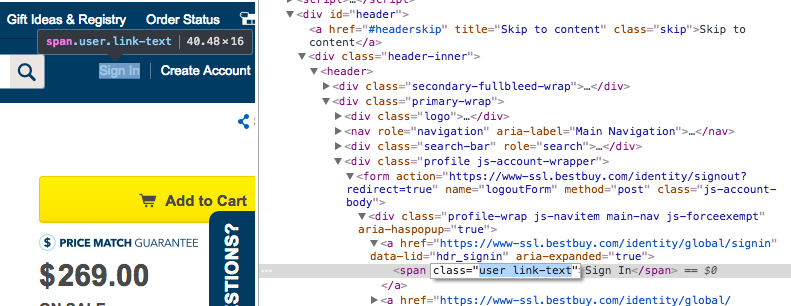 Gift Ideas & Registry Order Status
span.user.link-text | 40.48×16
Sign In Create Account
Add to Cart
$ PRICE MATCH GUARANTEE
$269.00
ON SALE
STIONS?
<script>…</script>
▼<div id="header">
<a href="#headerskip" title="Skip to content" class="skip">Skip to
content</a>
▼<div class="header-inner">
▼<header>
▶<div class="secondary-fullbleed-wrap">…</div>
▼<div class="primary-wrap">
▶<div class="logo">…</div>
▶<nav role="navigation" aria-label="Main Navigation">…</nav>
▶<div class="search-bar" role="search">…</div>
▼<div class="profile js-account-wrapper">
▼<form action="https://www-ssl.bestbuy.com/identity/signout?
redirect=true" name="logoutForm" method="post" class="js-account-
body">
▼<div class="profile-wrap js-navitem main-nav js-forceexempt"
aria-haspopup="true">
▼<a href="https://www-ssl.bestbuy.com/identity/global/signin"
data-lid="hdr_signin" aria-expanded="true">
… <span class="user link-text">Sign In</span> == $0
</a>
▶<a href="https://www-ssl.bestbuy.com/identity/global/